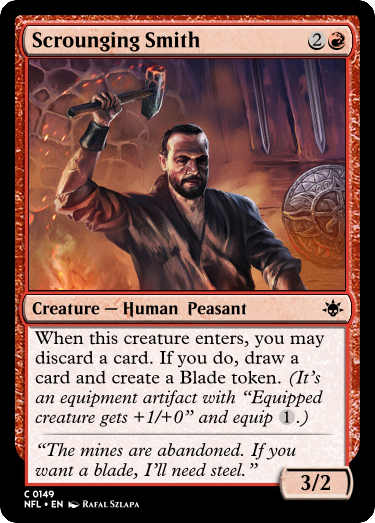 Scrounging Smith 2
Creature — Human Peasant
When this creature enters, you may
discard a card. If you do, draw a
card and create a Blade token. (It's
an equipment artifact with “Equipped
creature gets +1/+0” and equip 1.)
“The mines are abandoned. If you
want a blade, I'll need steel.”
3/2
C 0149
NFL • EN Rafal Szlapa